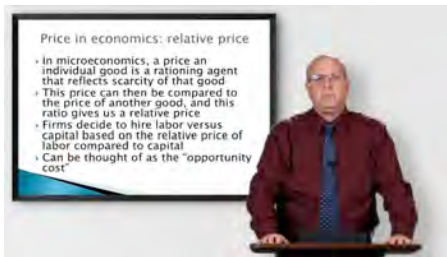 Price in economics: relative price
› In microeconomics, a price an
individual good is a rationing agent
that reflects scarcity of that good
› This price can then be compared to
the price of another good, and this
ratio gives us a relative price
› Firms decide to hire labor versus
capital based on the relative price of
labor compared to capital
› Can be thought of as the "opportunity
cost"